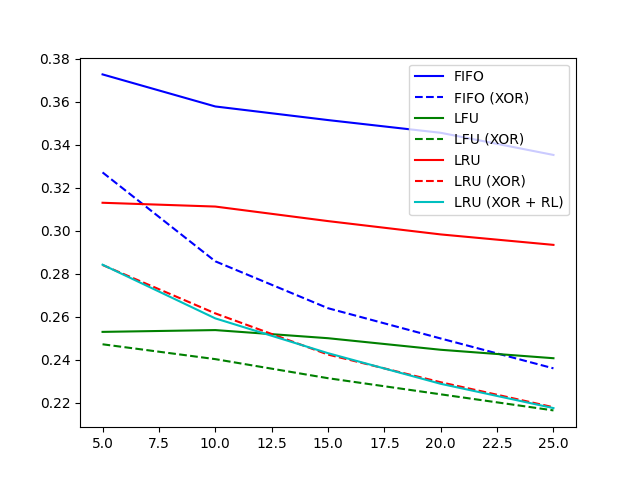 0.38
0.36
0.34
0.32
0.30
0.28
0.26
0.24
0.22
5.0 7.5 10.0 12.5 15.0 17.5 20.0 22.5 25.0
FIFO
FIFO (XOR)
LFU
LFU (XOR)
LRU
LRU (XOR)
LRU (XOR + RL)